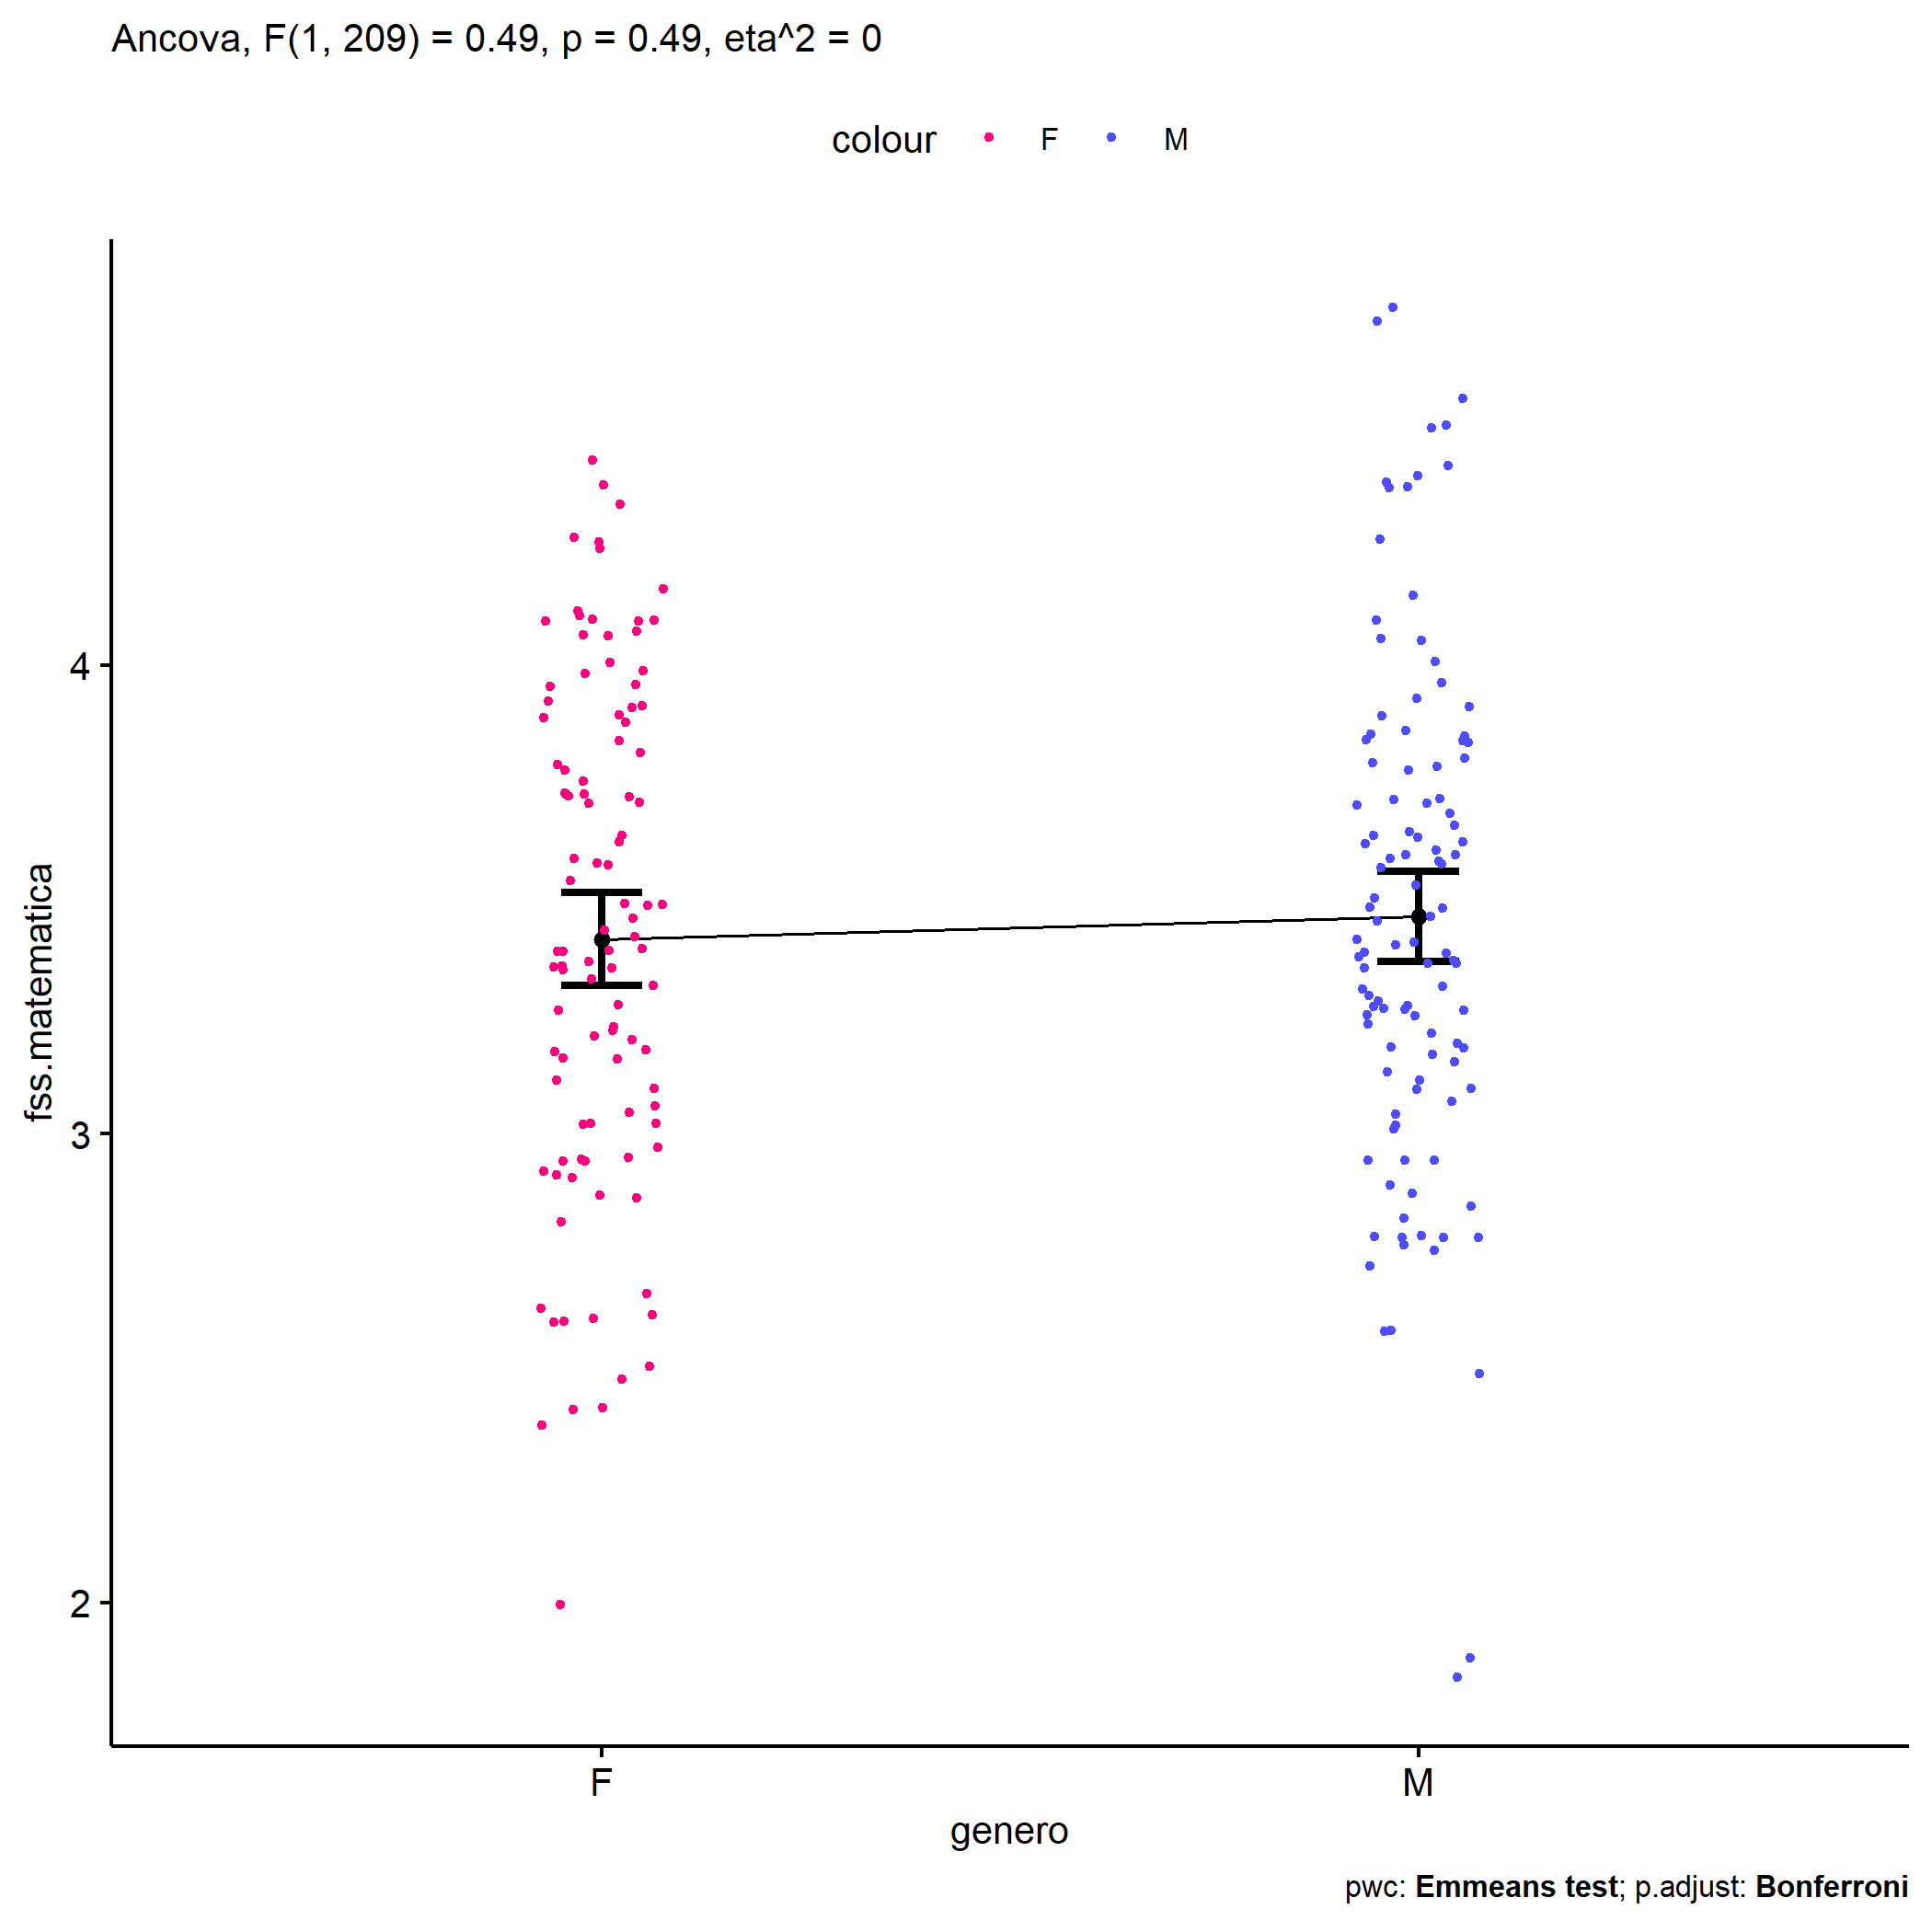 Ancova, F(1, 209) = 0.49, p = 0.49, eta^2 = 0
colour F M
fss.matematica
4
3
2
F M
genero
pwc: Emmeans test; p.adjust: Bonferroni